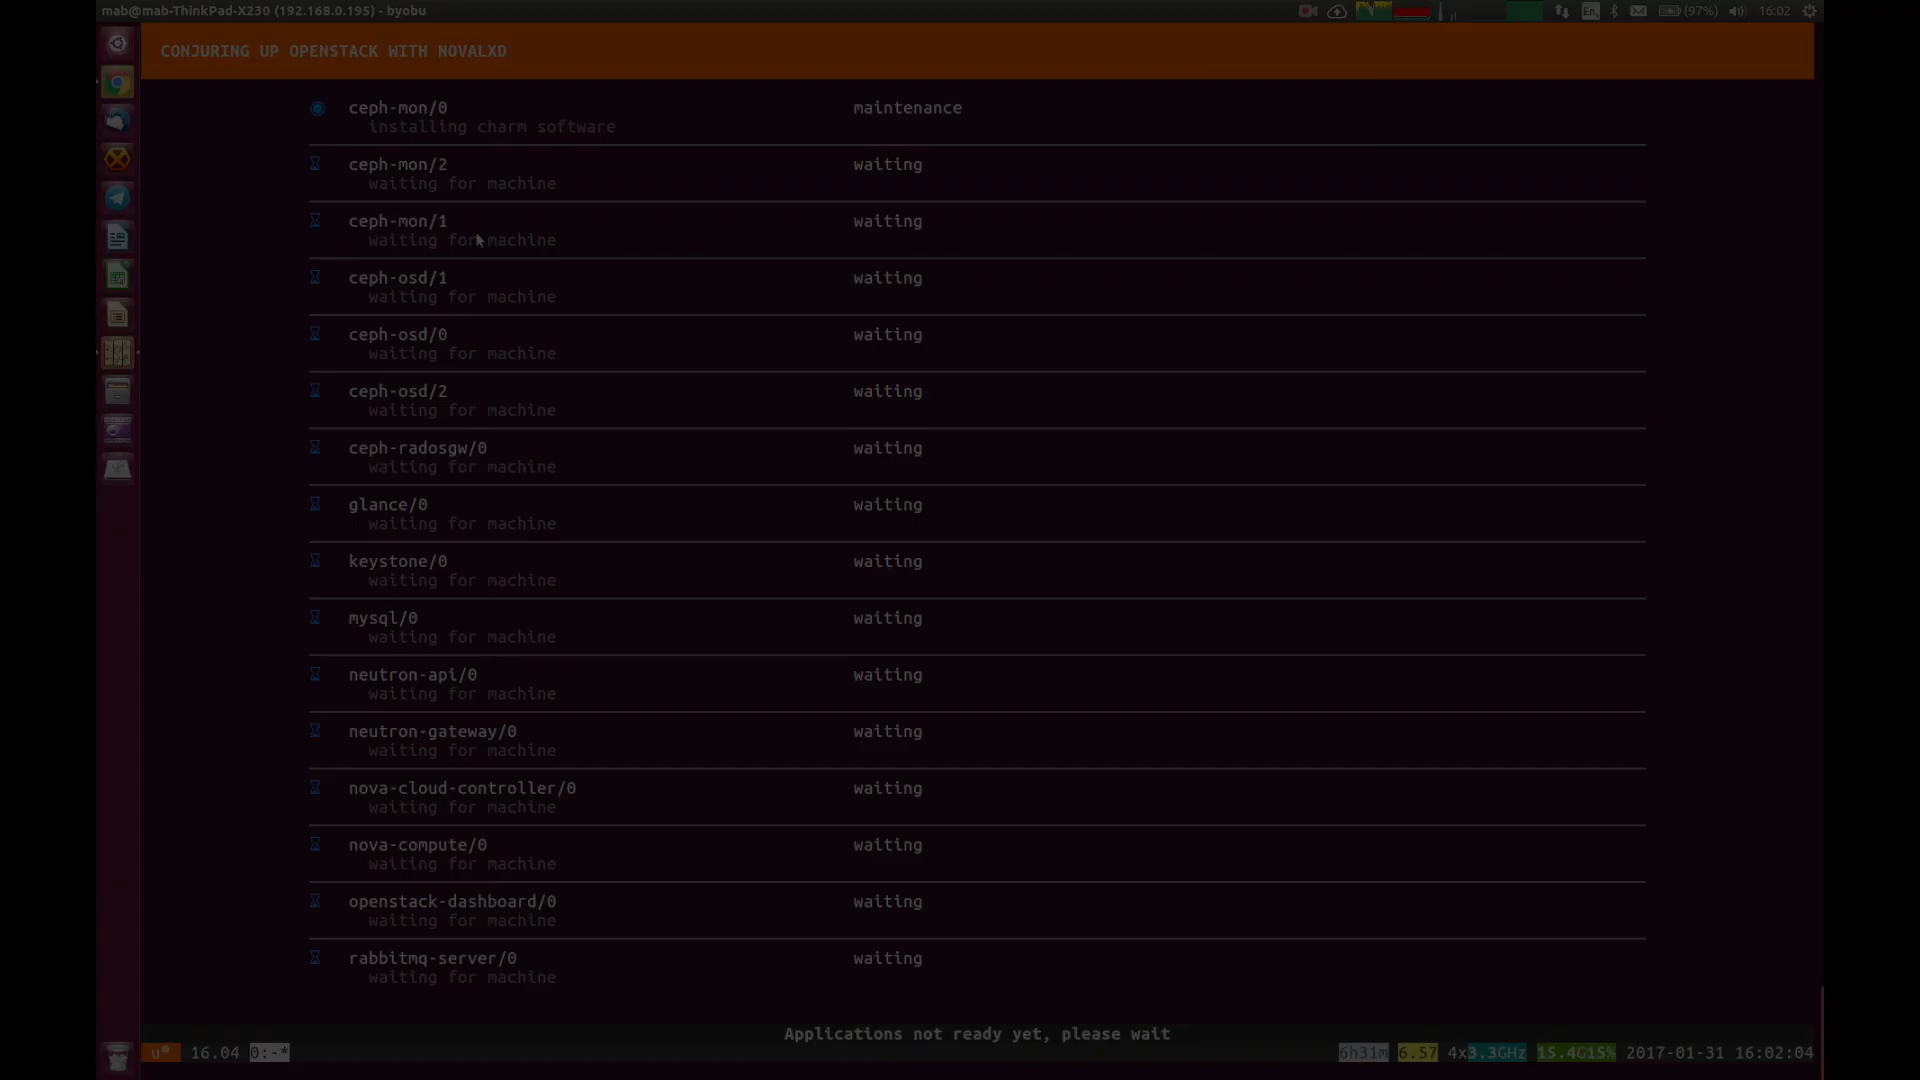 mab@mab-ThinkPad-X230 (192.168.0.195) - byobu
En
(97%)
16:02
CONJURING UP OPENSTACK WITH NOVALXD
ceph-mon/0 maintenance
installing charm software
ceph-mon/2 waiting
waiting for machine
ceph-mon/1 waiting
waiting for machine
ceph-osd/1 waiting
waiting for machine
ceph-osd/0 waiting
waiting for machine
ceph-osd/2 waiting
waiting for machine
ceph-radosgw/0 waiting
waiting for machine
glance/0 waiting
waiting for machine
keystone/0 waiting
waiting for machine
mysql/0 waiting
waiting for machine
neutron-api/0 waiting
waiting for machine
neutron-gateway/0 waiting
waiting for machine
nova-cloud-controller/0 waiting
waiting for machine
nova-compute/0 waiting
waiting for machine
openstack-dashboard/0 waiting
waiting for machine
rabbitmq-server/0 waiting
waiting for machine
Applications not ready yet, please wait
u* 16.04 0:-* 6h31m 6.57 4x3.3GHz 15.4G15% 2017-01-31 16:02:04